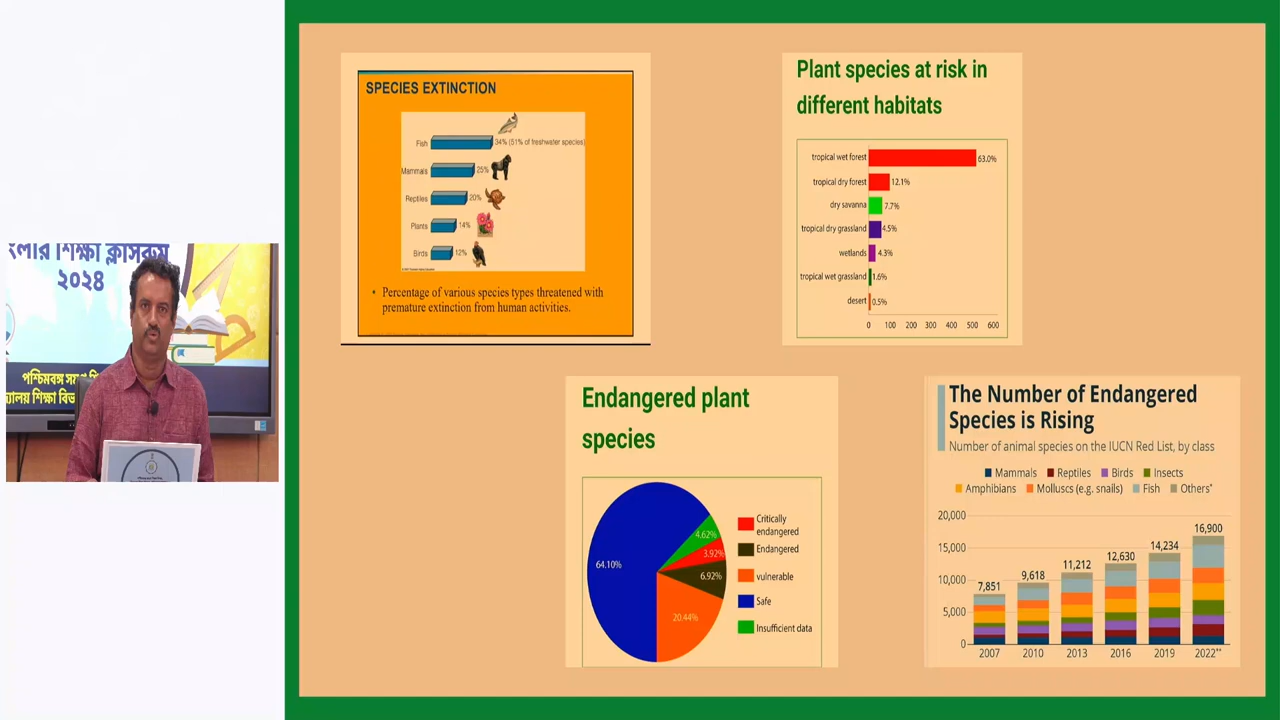 ২০২৪
পশ্চিমবঙ্গ
শিক্ষা
SPECIES EXTINCTION
Fish
34% (51% of freshwater species)
Mammals
25%
Reptiles
20%
Plants
14%
Birds
12%
• Percentage of various species types threatened with
premature extinction from human activities.
Plant species at risk in
different habitats
tropical wet forest
63.0%
tropical dry forest
12.1%
dry savanna
7.7%
tropical dry grassland
4.5%
wetlands
4.3%
tropical wet grassland
1.6%
desert
0.5%
0 100 200 300 400 500 600
Endangered plant
species
64.10%
4.62%
3.92%
6.92%
20.44%
Critically
endangered
Endangered
vulnerable
Safe
Insufficient data
The Number of Endangered
Species is Rising
Number of animal species on the IUCN Red List, by class
Mammals Reptiles Birds Insects
Amphibians Molluscs (e.g. snails) Fish Others*
20,000
15,000
10,000
5,000
0
7,851
9,618
11,212
12,630
14,234
16,900
2007 2010 2013 2016 2019 2022**